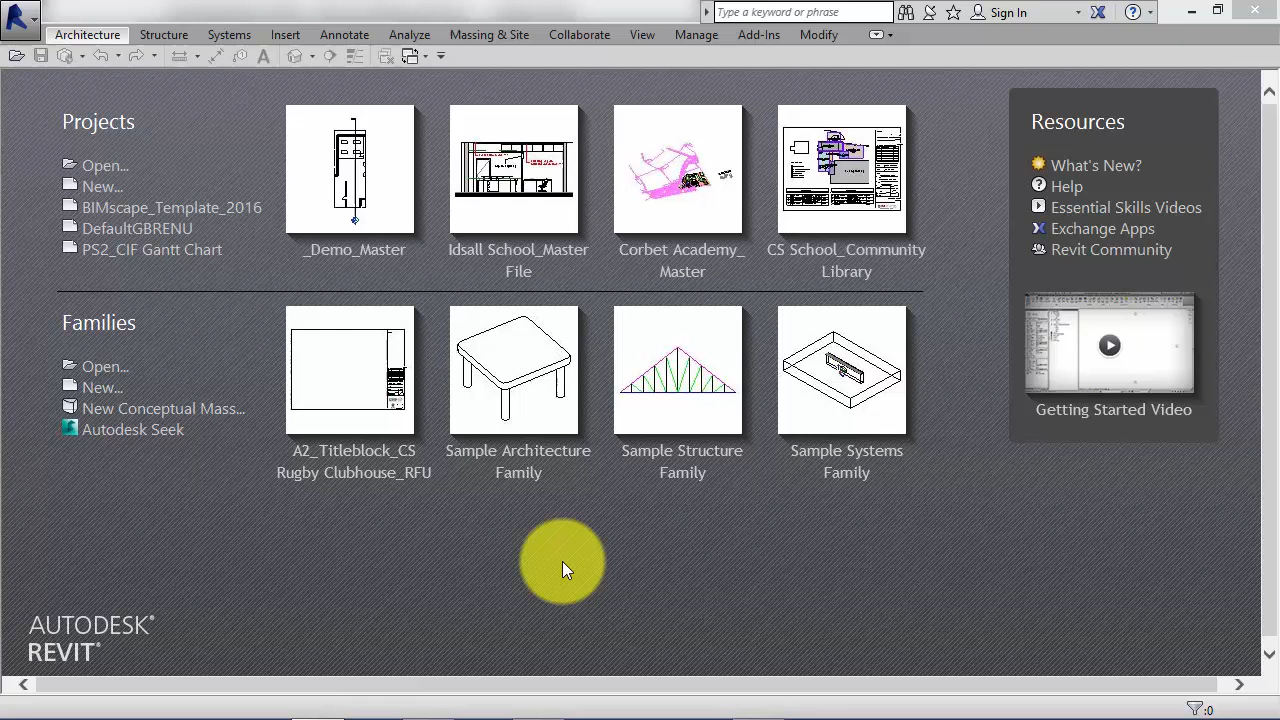 Type a keyword or phrase
Sign In
Architecture Structure Systems Insert Annotate Analyze Massing & Site Collaborate View Manage Add-Ins Modify
Projects
Open...
New...
BIMscape_Template_2016
DefaultGBRENU
PS2_CIF Gantt Chart
_Demo_Master
Idsall School_Master
File
Corbet Academy_
Master
CS School_Community
Library
Families
Open...
New...
New Conceptual Mass...
Autodesk Seek
A2_Titleblock_CS
Rugby Clubhouse_RFU
Sample Architecture
Family
Sample Structure
Family
Sample Systems
Family
Resources
What's New?
Help
Essential Skills Videos
Exchange Apps
Revit Community
Getting Started Video
AUTODESK®
REVIT®
:0